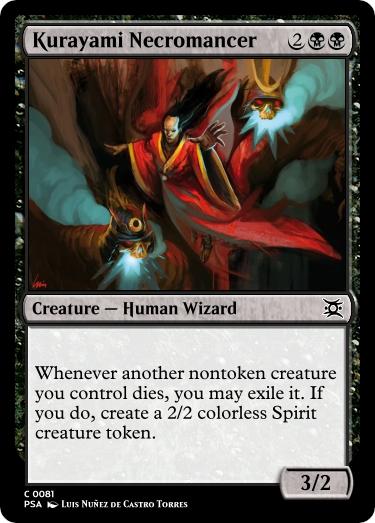 Kurayami Necromancer 2
Creature — Human Wizard
Whenever another nontoken creature
you control dies, you may exile it. If
you do, create a 2/2 colorless Spirit
creature token.
3/2
C 0081
PSA Luis Nuñez de Castro Torres